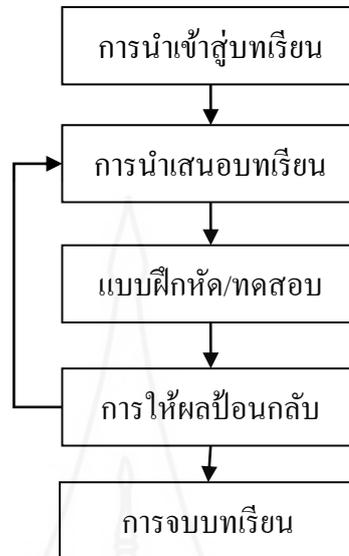 การนำเข้าสู่บทเรียน
การนำเสนอบทเรียน
แบบฝึกหัด/ทดสอบ
การให้ผลป้อนกลับ
การจบบทเรียน